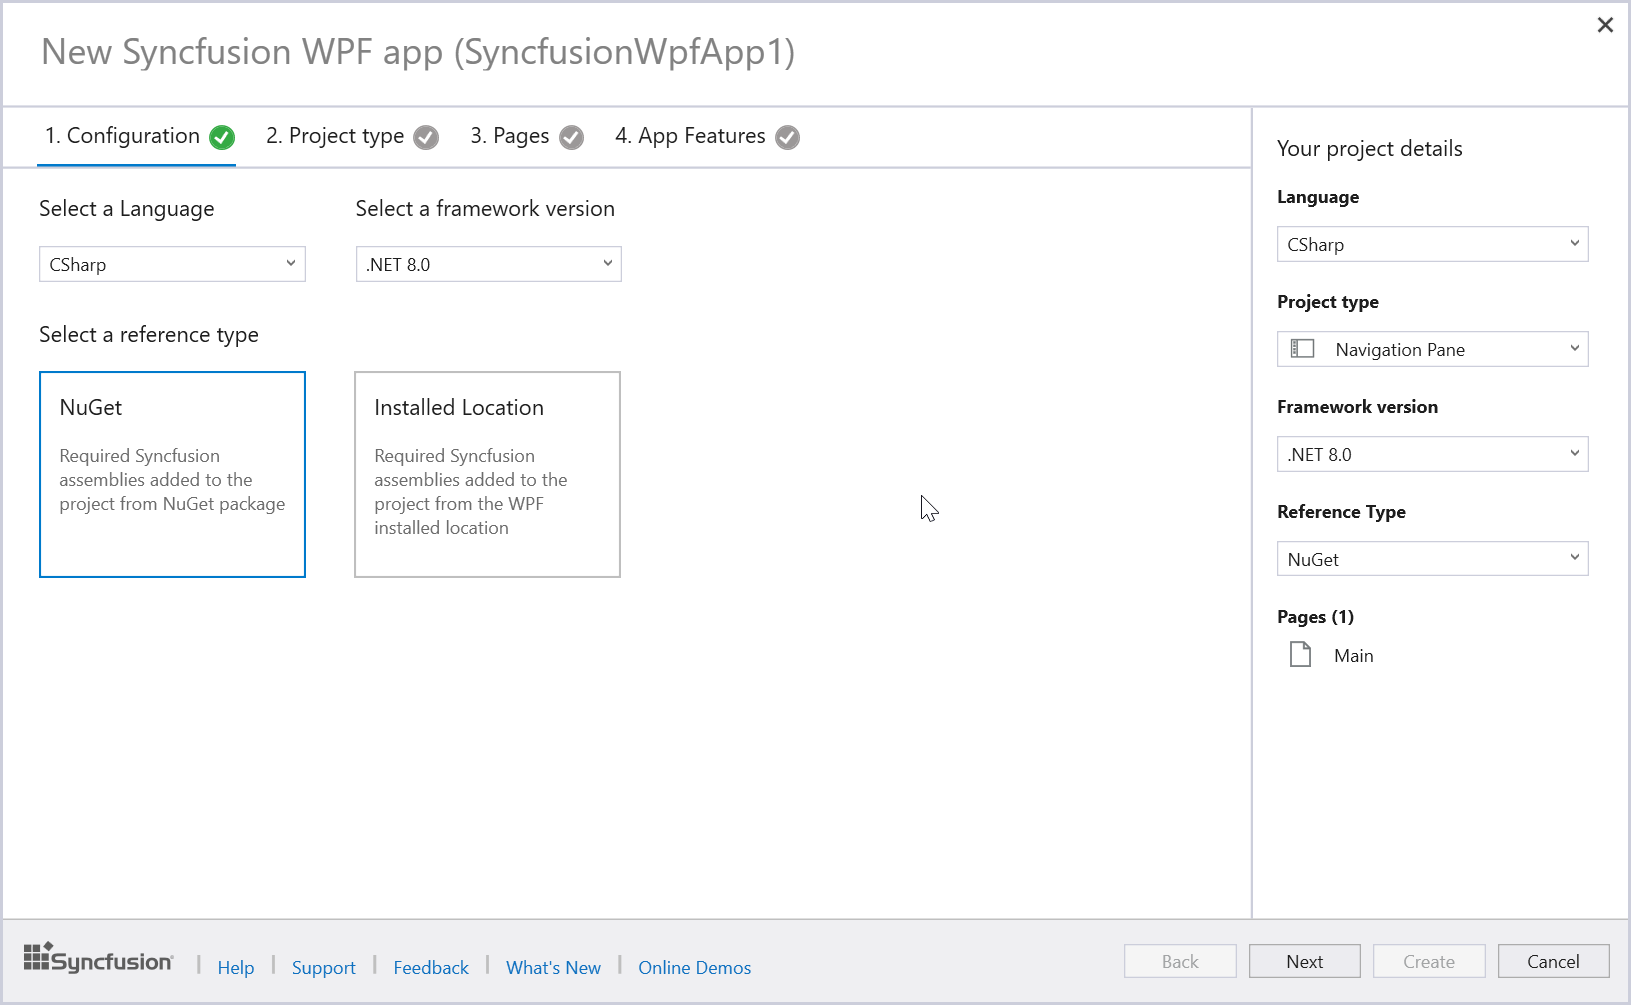 New Syncfusion WPF app (SyncfusionWpfApp1)
1. Configuration
2. Project type
3. Pages
4. App Features
Select a Language
Select a framework version
CSharp
.NET 8.0
Select a reference type
NuGet
Required Syncfusion
assemblies added to the
project from NuGet package
Installed Location
Required Syncfusion
assemblies added to the
project from the WPF
installed location
Your project details
Language
CSharp
Project type
Navigation Pane
Framework version
.NET 8.0
Reference Type
NuGet
Pages (1)
Main
Syncfusion
Help
Support
Feedback
What's New
Online Demos
Back
Next
Create
Cancel